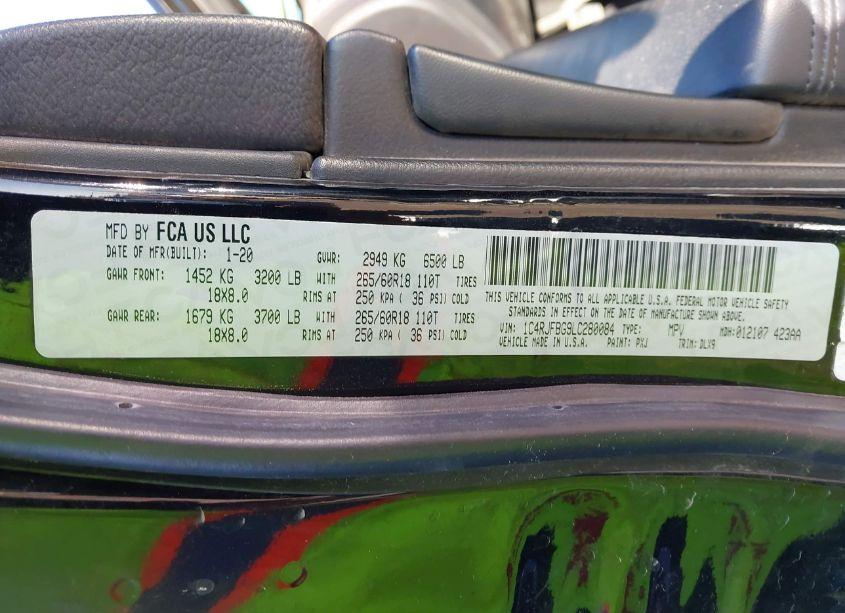 MFD BY FCA US LLC
DATE OF MFR(BUILT): 1-20 GVWR: 2949 KG 6500 LB
GAWR FRONT: 1452 KG 3200 LB WITH 265/60R18 110T TIRES
18X8.0 RIMS AT 250 KPA ( 36 PSI) COLD
GAWR REAR: 1679 KG 3700 LB WITH 265/60R18 110T TIRES
18X8.0 RIMS AT 250 KPA ( 36 PSI) COLD
THIS VEHICLE CONFORMS TO ALL APPLICABLE U.S.A. FEDERAL MOTOR VEHICLE SAFETY
STANDARDS IN EFFECT ON THE DATE OF MANUFACTURE SHOWN ABOVE.
VIN: 1C4RJFBG9LC280084 TYPE: MPV MDH:012107 423AA
VEHICLE MADE IN U.S.A. PAINT: PXJ TRIM: DLX9